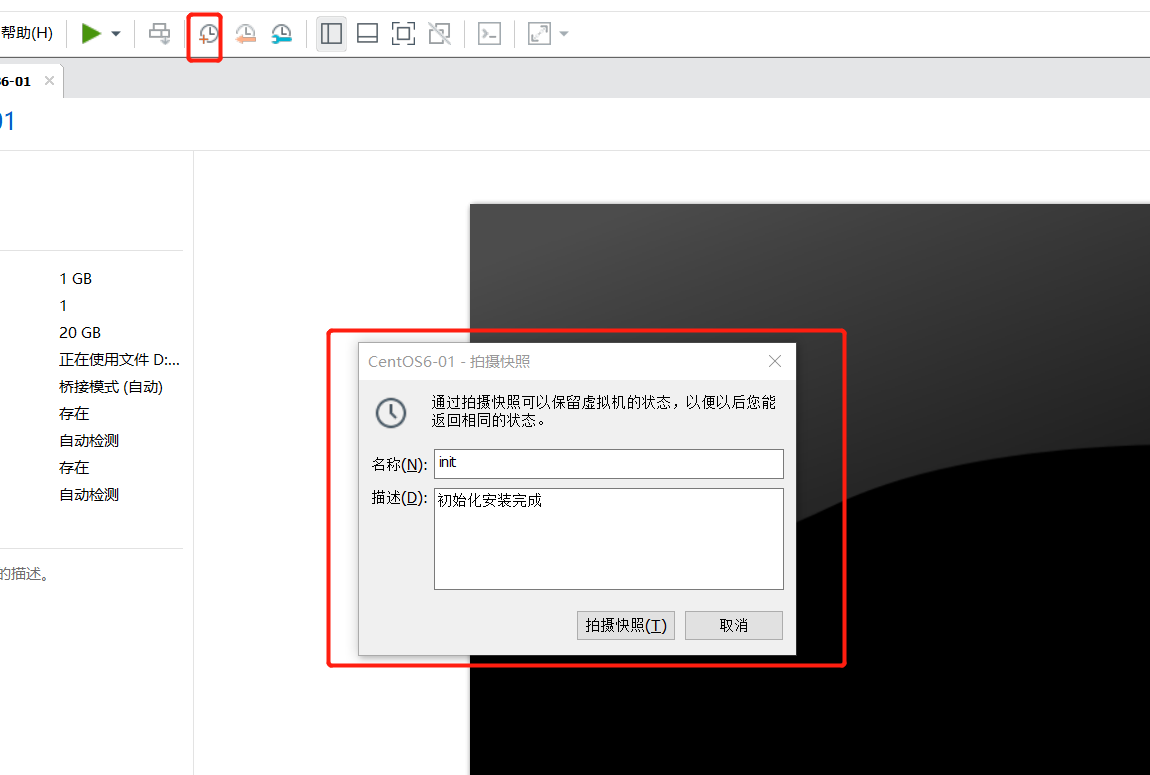 帮助(H)
6-01
01
1 GB
1
20 GB
正在使用文件 D:...
桥接模式 (自动)
存在
自动检测
存在
自动检测
的描述。
CentOS6-01 - 拍摄快照
通过拍摄快照可以保留虚拟机的状态，以便以后您能
返回相同的状态。
名称(N):
init
描述(D):
初始化安装完成
拍摄快照(T)
取消